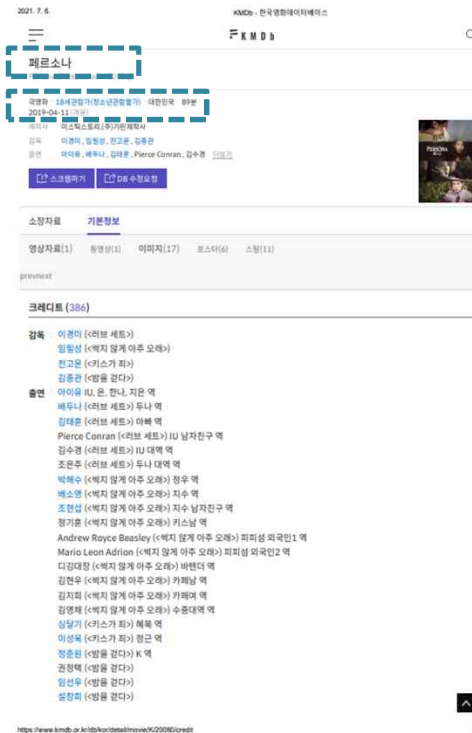 2021. 7. 6.
KMDb - 한국영화데이터베이스
KMDb
페르소나
극영화 18세관람가(청소년관람불가) 대한민국 89분
2019-04-11 (개봉)
제작사 미스틱스토리,(주)기린제작사
감독 이경미, 임필성, 전고운, 김종관
출연 아이유, 배두나, 김태훈, Pierce Conran, 김수경 더보기
스크랩하기 DB 수정요청
PERSONA
소장자료 기본정보
영상자료(1) 동영상(1) 이미지(17) 포스터(6) 스틸(11)
prevnext
크레디트 (386)
감독 이경미 (<러브 세트>)
임필성 (<썩지 않게 아주 오래>)
전고운 (<키스가 죄>)
김종관 (<밤을 걷다>)
출연 아이유 IU, 은, 한나, 지은 역
배두나 (<러브 세트>) 두나 역
김태훈 (<러브 세트>) 아빠 역
Pierce Conran (<러브 세트>) IU 남자친구 역
김수경 (<러브 세트>) IU 대역 역
조은주 (<러브 세트>) 두나 대역 역
박해수 (<썩지 않게 아주 오래>) 정우 역
배소영 (<썩지 않게 아주 오래>) 지수 역
조현섭 (<썩지 않게 아주 오래>) 지수 남자친구 역
정기훈 (<썩지 않게 아주 오래>) 키스남 역
Andrew Royce Beasley (<썩지 않게 아주 오래>) 피피섬 외국인1 역
Mario Leon Adrion (<썩지 않게 아주 오래>) 피피섬 외국인2 역
디김대장 (<썩지 않게 아주 오래>) 바텐더 역
김현우 (<썩지 않게 아주 오래>) 카페남 역
김지희 (<썩지 않게 아주 오래>) 카페여 역
김영채 (<썩지 않게 아주 오래>) 수중대역 역
심달기 (<키스가 죄>) 혜복 역
이성욱 (<키스가 죄>) 정근 역
정준원 (<밤을 걷다>) K 역
권정택 (<밤을 걷다>)
임선우 (<밤을 걷다>)
설창희 (<밤을 걷다>)
https://www.kmdb.or.kr/db/kor/detail/movie/K/20080/credit